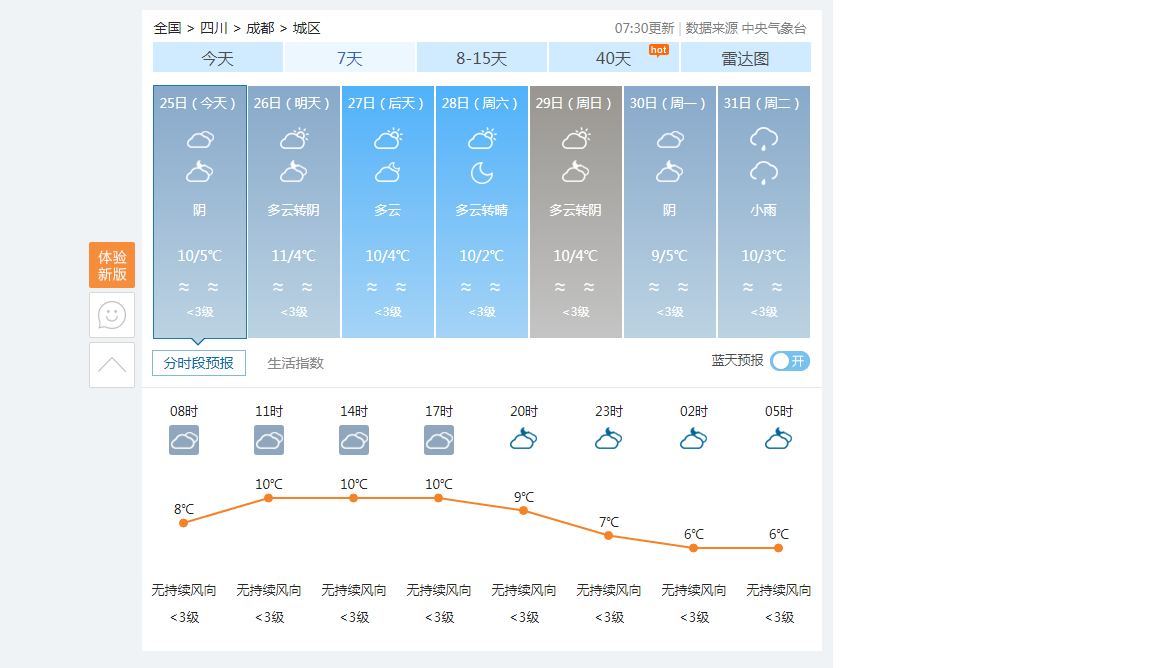 全国 > 四川 > 成都 > 城区
07:30更新 | 数据来源 中央气象台
今天 7天 8-15天 40天 hot 雷达图
25日（今天） 26日（明天） 27日（后天） 28日（周六） 29日（周日） 30日（周一） 31日（周二）
阴 多云转阴 多云 多云转晴 多云转阴 阴 小雨
10/5℃ 11/4℃ 10/4℃ 10/2℃ 10/4℃ 9/5℃ 10/3℃
<3级 <3级 <3级 <3级 <3级 <3级 <3级
体验
新版
分时段预报 生活指数 蓝天预报 开
08时 11时 14时 17时 20时 23时 02时 05时
8℃ 10℃ 10℃ 10℃ 9℃ 7℃ 6℃ 6℃
无持续风向 无持续风向 无持续风向 无持续风向 无持续风向 无持续风向 无持续风向 无持续风向
<3级 <3级 <3级 <3级 <3级 <3级 <3级 <3级